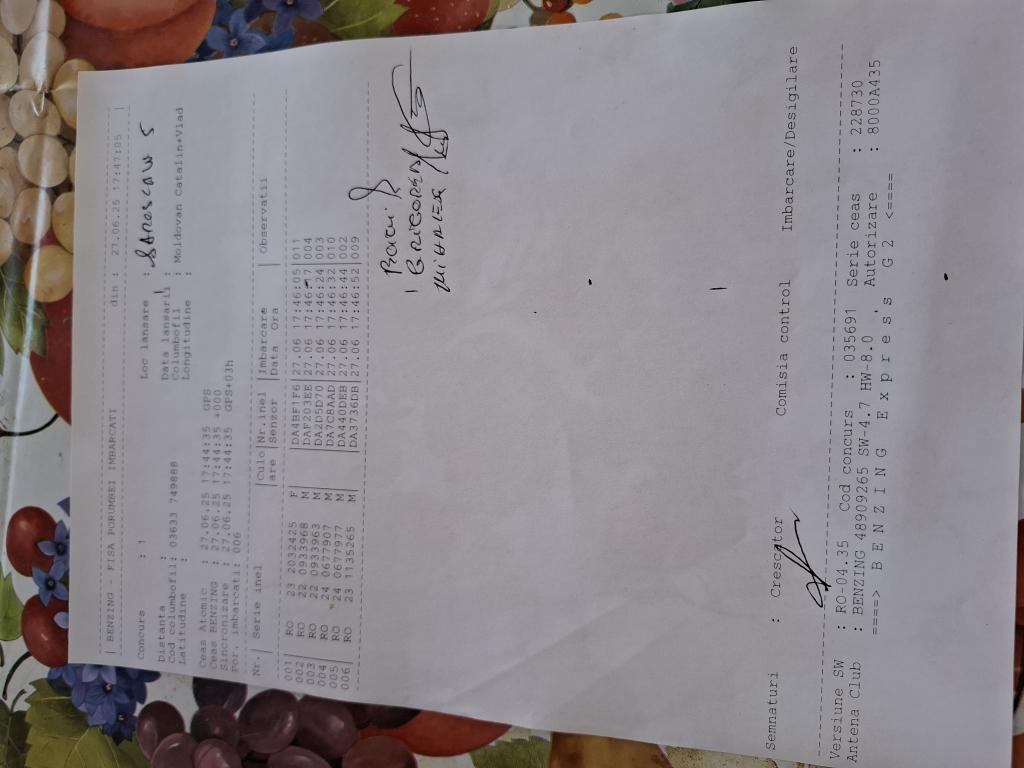 | BENZING - FISA PORUMBEI IMBARCATI din : 27.06.25 17:47:05 |
Concurs : 1 Loc lansare :
Distanta : Data lansarii :
Cod columbofil: 03633 749888 Columbofil : Moldovan Catalin+Vlad
Latitudine : Longitudine :
Ceas Atomic : 27.06.25 17:44:35 GPS
Ceas BENZING : 27.06.25 17:44:35 +000
Sincronizare : 27.06.25 17:44:35 GPS+03h
Por. imbarcati: 006
Nr.| Serie inel |Culo|Nr.inel |Imbarcare | Observatii
|are |Senzor |Data Ora |
001| RO 23 2032425 F| |DA4BF1F6|27.06 17:46:05|011
002| RO 22 0933968 M| |DAF203EE|27.06 17:46: 7|004
003| RO 22 0933963 M| |DA2D5D70|27.06 17:46:24|003
004| RO 24 0677907 M| |DA7C8AAD|27.06 17:46:32|010
005| RO 24 0677977 M| |DA440DEB|27.06 17:46:44|002
006| RO 23 1135265 M| |DA3736DB|27.06 17:46:52|009
MIHNEA
Semnaturi : Crescator Comisia control Imbarcare/Desigilare
Versiune SW : RO-04.35 Cod concurs : 035691 Serie ceas : 228730
Antena Club : BENZING 48909265 SW-4.7 HW-8.0 , Autorizare : 8000A435
====> B E N Z I N G E x p r e s s G 2 <====